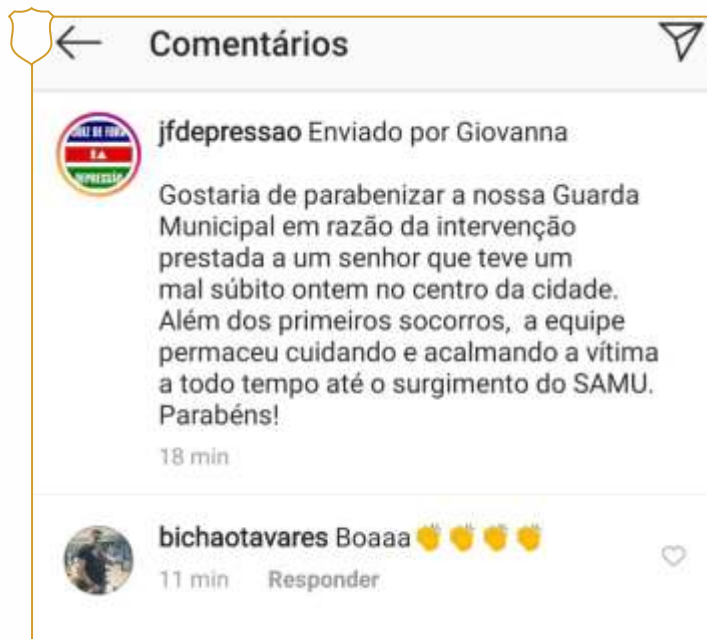 Comentários
jfdepressao Enviado por Giovanna
Gostaria de parabenizar a nossa Guarda
Municipal em razão da intervenção
prestada a um senhor que teve um
mal súbito ontem no centro da cidade.
Além dos primeiros socorros, a equipe
permaceu cuidando e acalmando a vítima
a todo tempo até o surgimento do SAMU.
Parabéns!
18 min
bichaotavares Boaaa👏👏👏👏
11 min Responder